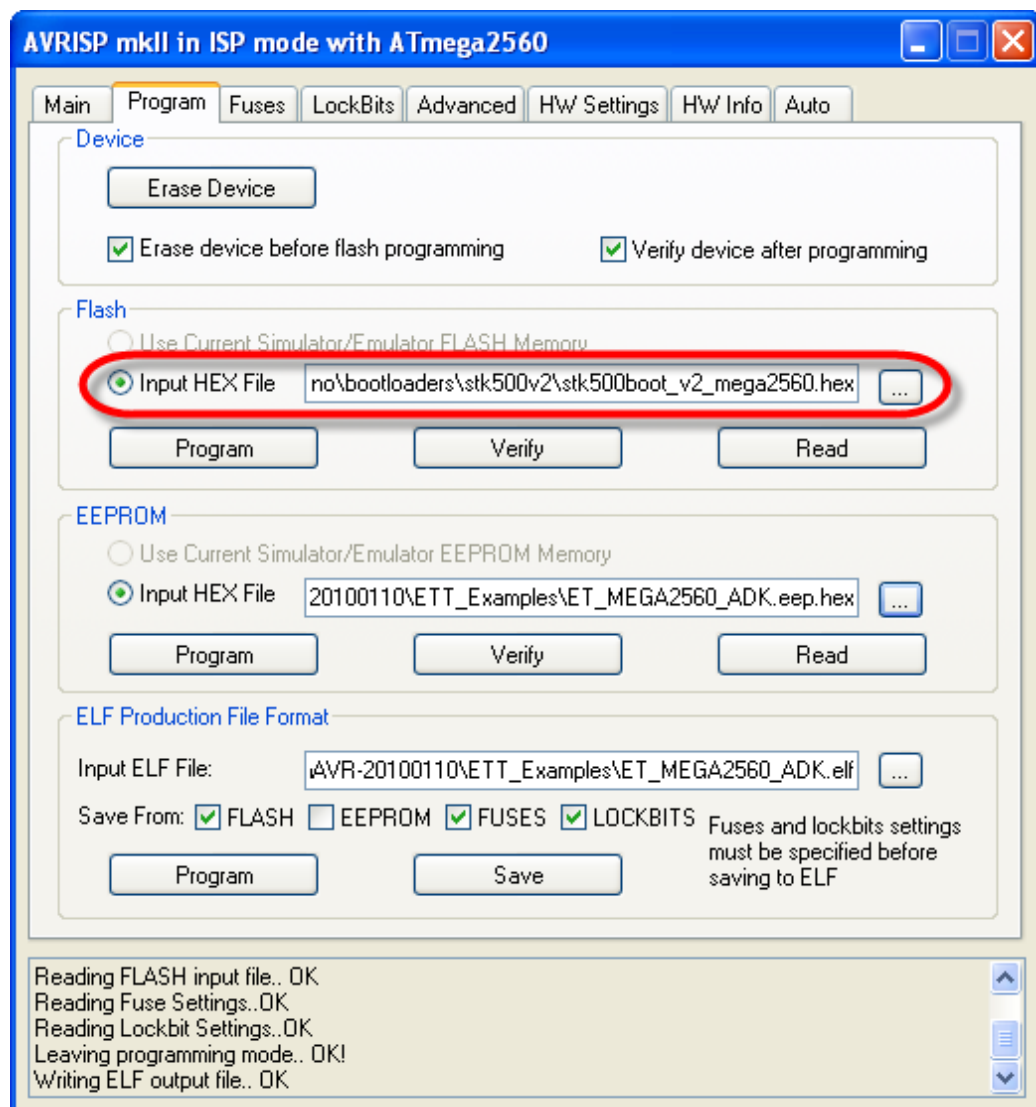 AVRISP mkII in ISP mode with ATmega2560
Main Program Fuses LockBits Advanced HW Settings HW Info Auto
Device
Erase Device
Erase device before flash programming Verify device after programming
Flash
Use Current Simulator/Emulator FLASH Memory
Input HEX File no\bootloaders\stk500v2\stk500boot_v2_mega2560.hex ...
Program Verify Read
EEPROM
Use Current Simulator/Emulator EEPROM Memory
Input HEX File 20100110\ETT_Examples\ET_MEGA2560_ADK.eep.hex ...
Program Verify Read
ELF Production File Format
Input ELF File: AVR-20100110\ETT_Examples\ET_MEGA2560_ADK.elf ...
Save From: FLASH EEPROM FUSES LOCKBITS Fuses and lockbits settings
must be specified before
Program Save saving to ELF
Reading FLASH input file.. OK
Reading Fuse Settings..OK
Reading Lockbit Settings..OK
Leaving programming mode.. OK!
Writing ELF output file.. OK